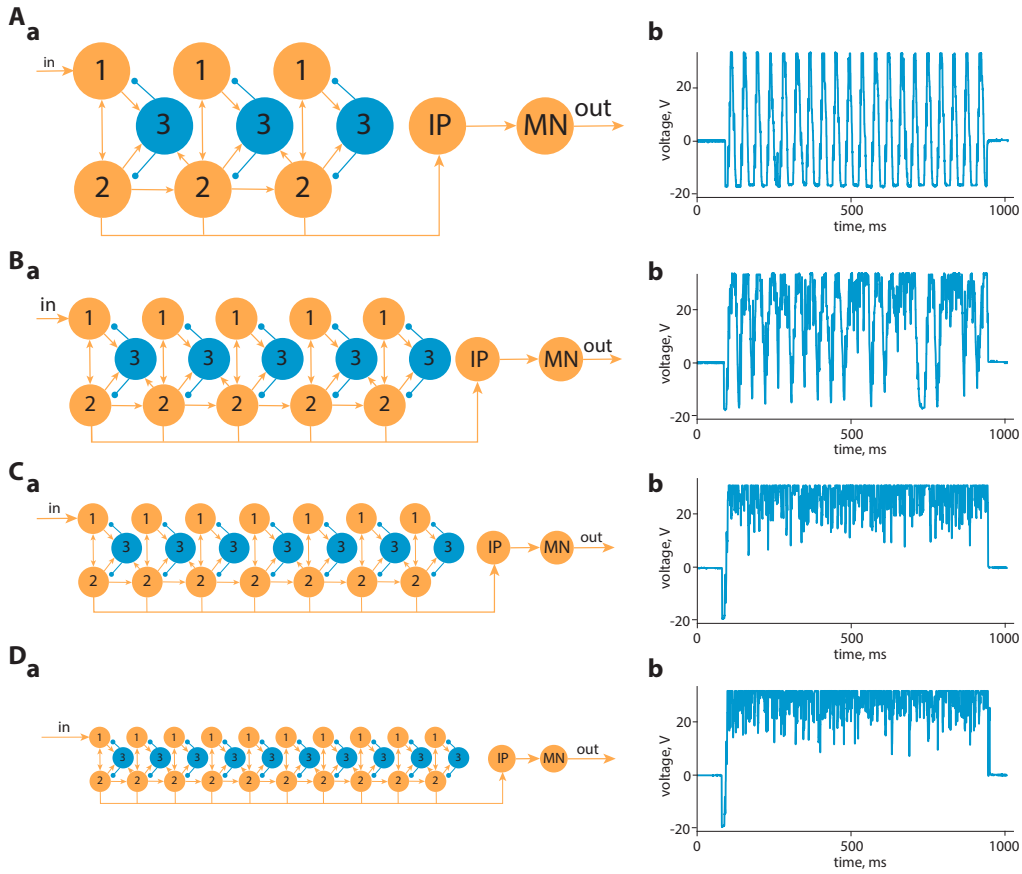 A
a
in
1 1 1
3 3 3
2 2 2
IP
MN
out
b
voltage, V
20
0
-20
0 500 1000
time, ms
B
a
in
1 1 1 1 1
3 3 3 3 3
2 2 2 2 2
IP
MN
out
b
voltage, V
20
0
-20
0 500 1000
time, ms
C
a
in
1 1 1 1 1 1 1
3 3 3 3 3 3 3
2 2 2 2 2 2 2
IP
MN
out
b
voltage, V
20
0
-20
0 500 1000
time, ms
D
a
in
1 1 1 1 1 1 1 1 1 1
3 3 3 3 3 3 3 3 3 3
2 2 2 2 2 2 2 2 2 2
IP
MN
out
b
voltage, V
20
0
-20
0 500 1000
time, ms